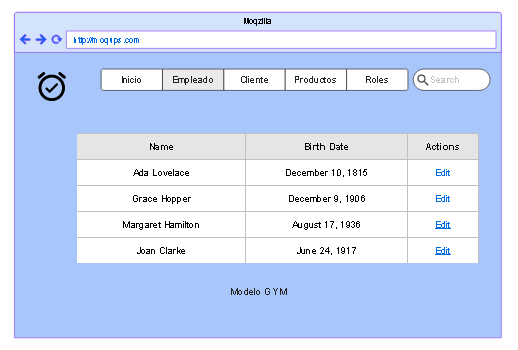 Moqzilla
http://moqups.com
Inicio Empleado Cliente Productos Roles Search
Name Birth Date Actions
Ada Lovelace December 10, 1815 Edit
Grace Hopper December 9, 1906 Edit
Margaret Hamilton August 17, 1936 Edit
Joan Clarke June 24, 1917 Edit
Modelo GYM